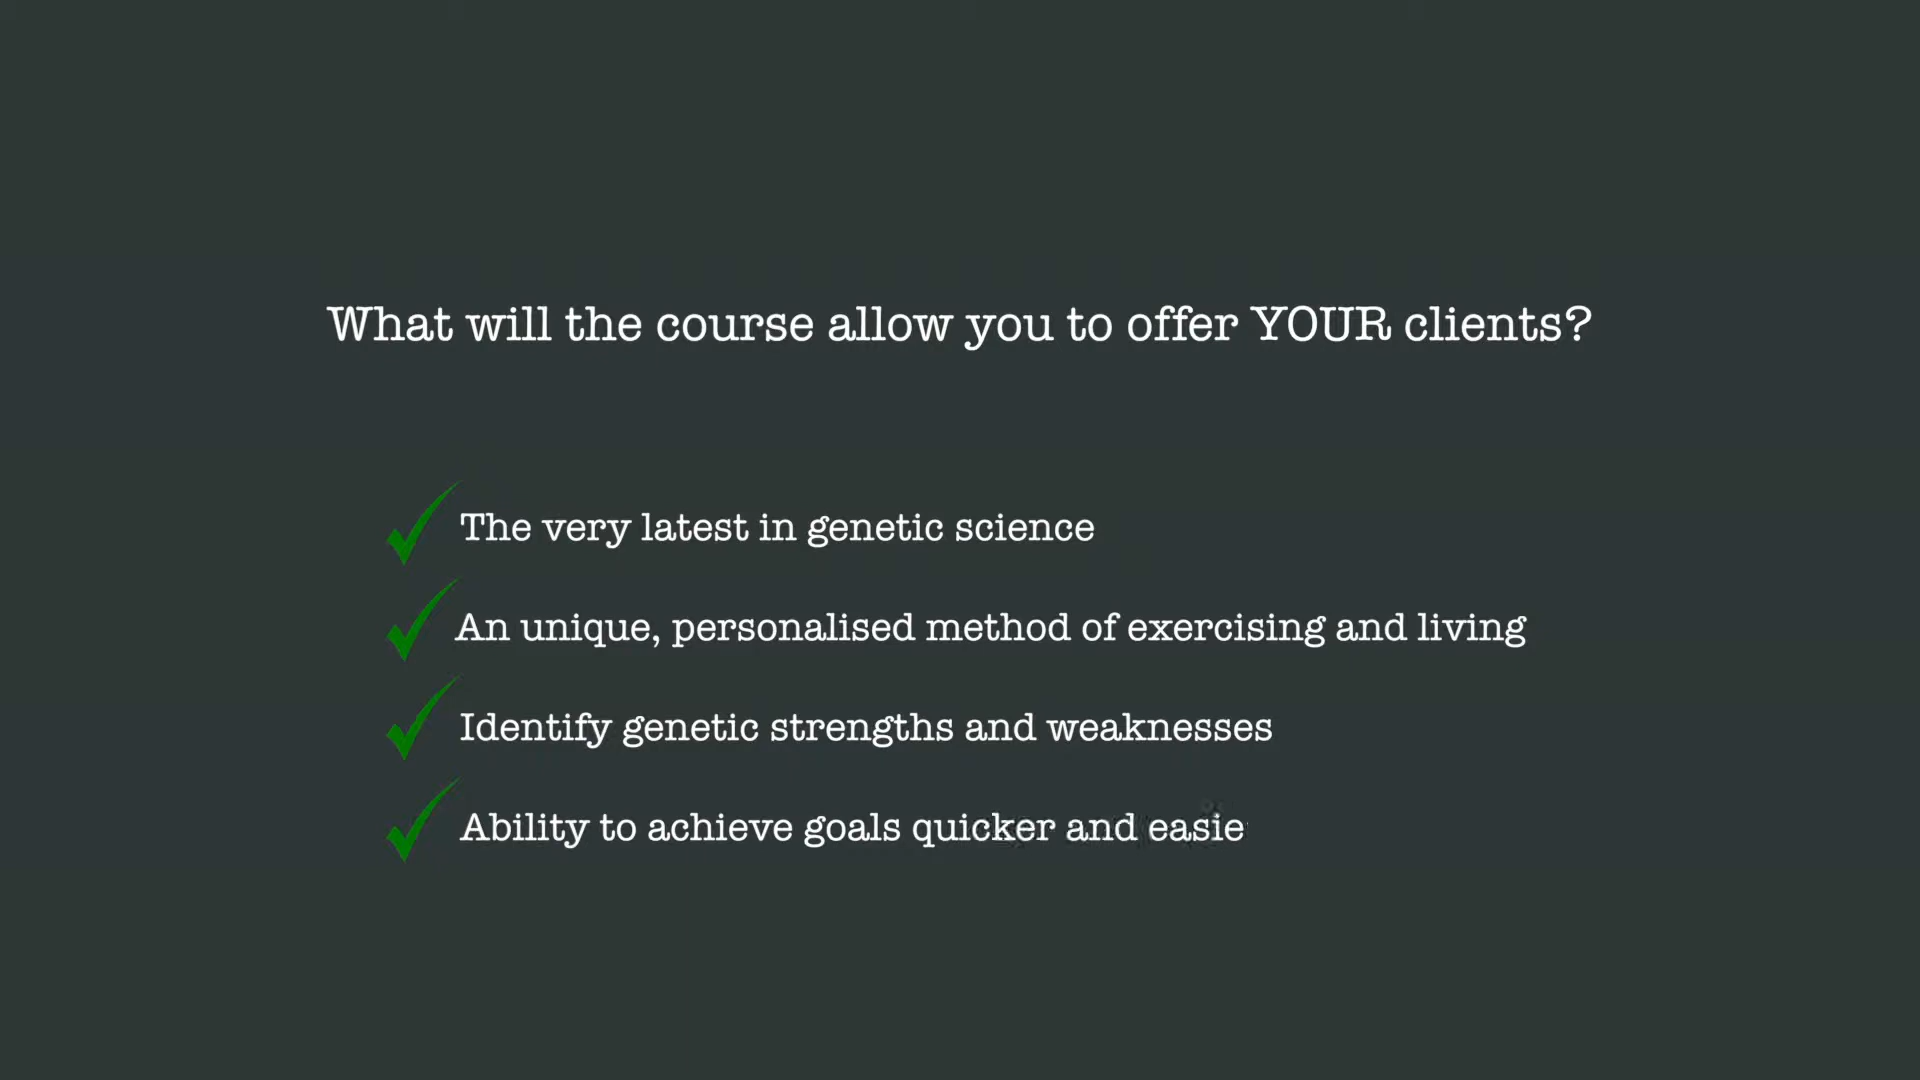 What will the course allow you to offer YOUR clients?
The very latest in genetic science
An unique, personalised method of exercising and living
Identify genetic strengths and weaknesses
Ability to achieve goals quicker and easie